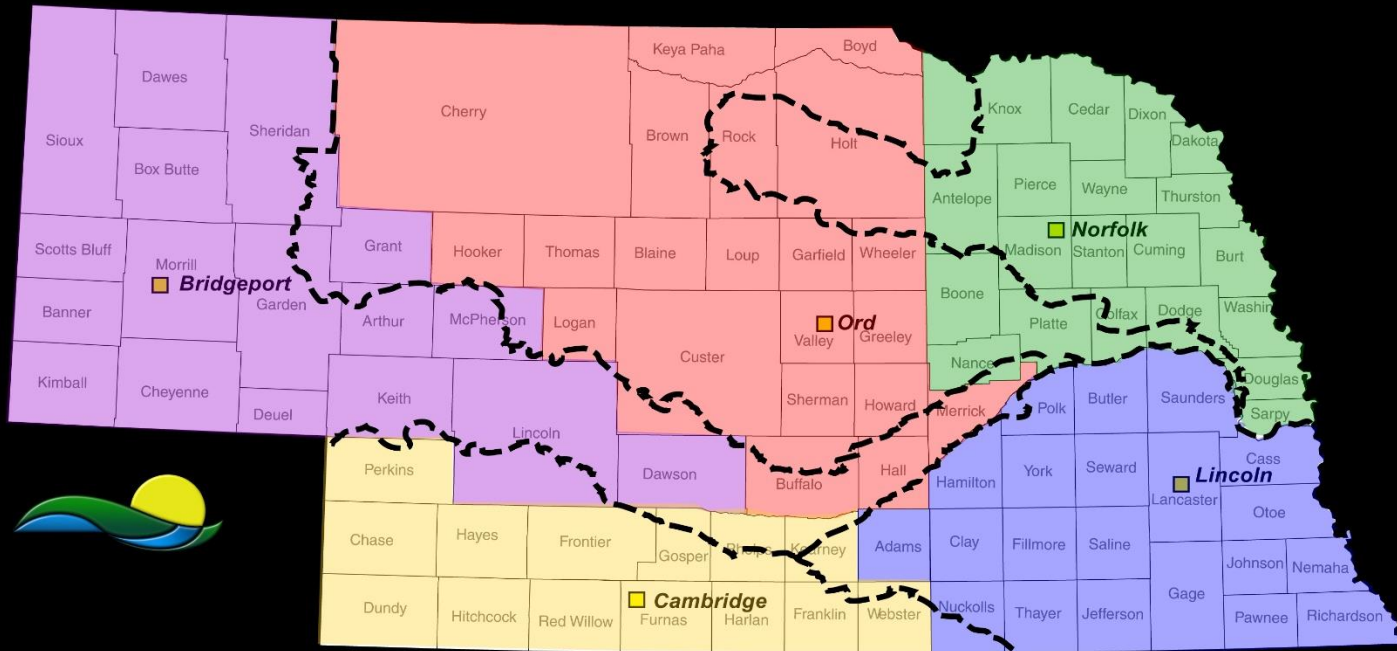 Keya Paha
Boyd
Dawes
Cherry
Knox
Cedar
Dixon
Sheridan
Sioux
Brown
Rock
Holt
Dakota
Box Butte
Antelope
Pierce
Wayne
Thurston
Norfolk
Scotts Bluff
Grant
Hooker
Thomas
Blaine
Loup
Garfield
Wheeler
Madison
Stanton
Cuming
Burt
Morrill
Bridgeport
Garden
Boone
Banner
Arthur
McPherson
Logan
Ord
Valley
Greeley
Platte
Colfax
Dodge
Washin
Custer
Nance
Kimball
Cheyenne
Deuel
Keith
Sherman
Howard
Merrick
Polk
Butler
Saunders
Douglas
Sarpy
Lincoln
Perkins
Dawson
Buffalo
Hall
Hamilton
York
Seward
Lincoln
Lancaster
Cass
Otoe
Chase
Hayes
Frontier
Gosper
Phelps
Kearney
Adams
Clay
Fillmore
Saline
Johnson
Nemaha
Dundy
Hitchcock
Red Willow
Cambridge
Furnas
Harlan
Franklin
Webster
Nuckolls
Thayer
Jefferson
Gage
Pawnee
Richardson